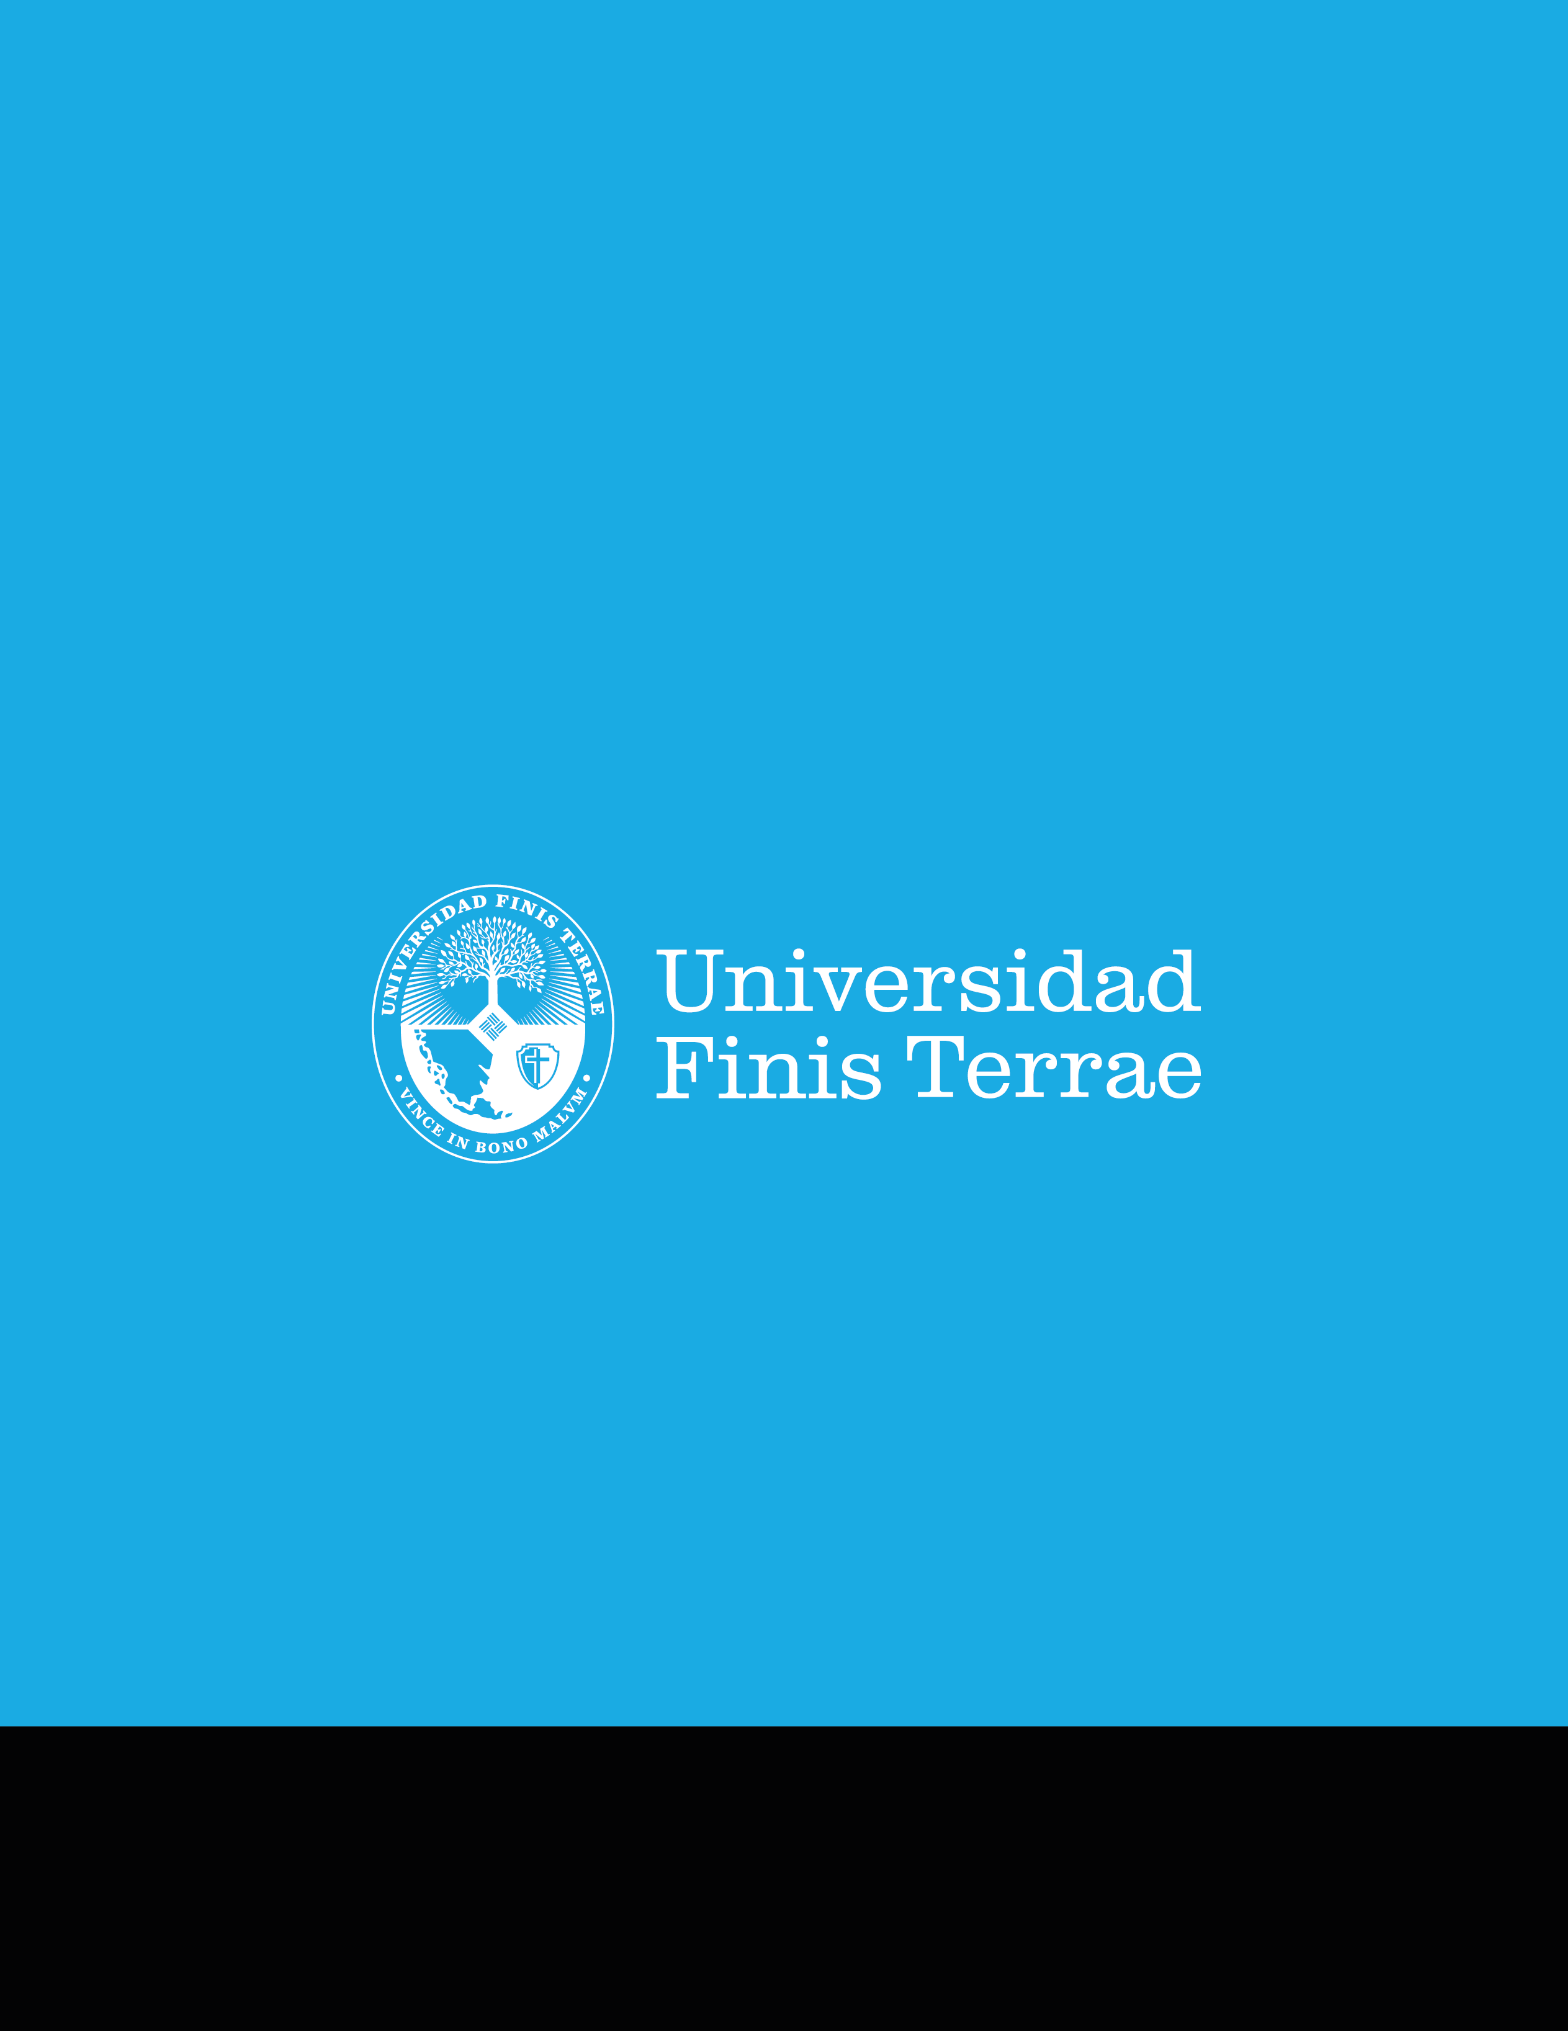 UNIVERSIDAD FINIS TERRAE
Universidad
Finis Terrae
• VINCE IN BONO MALVM •